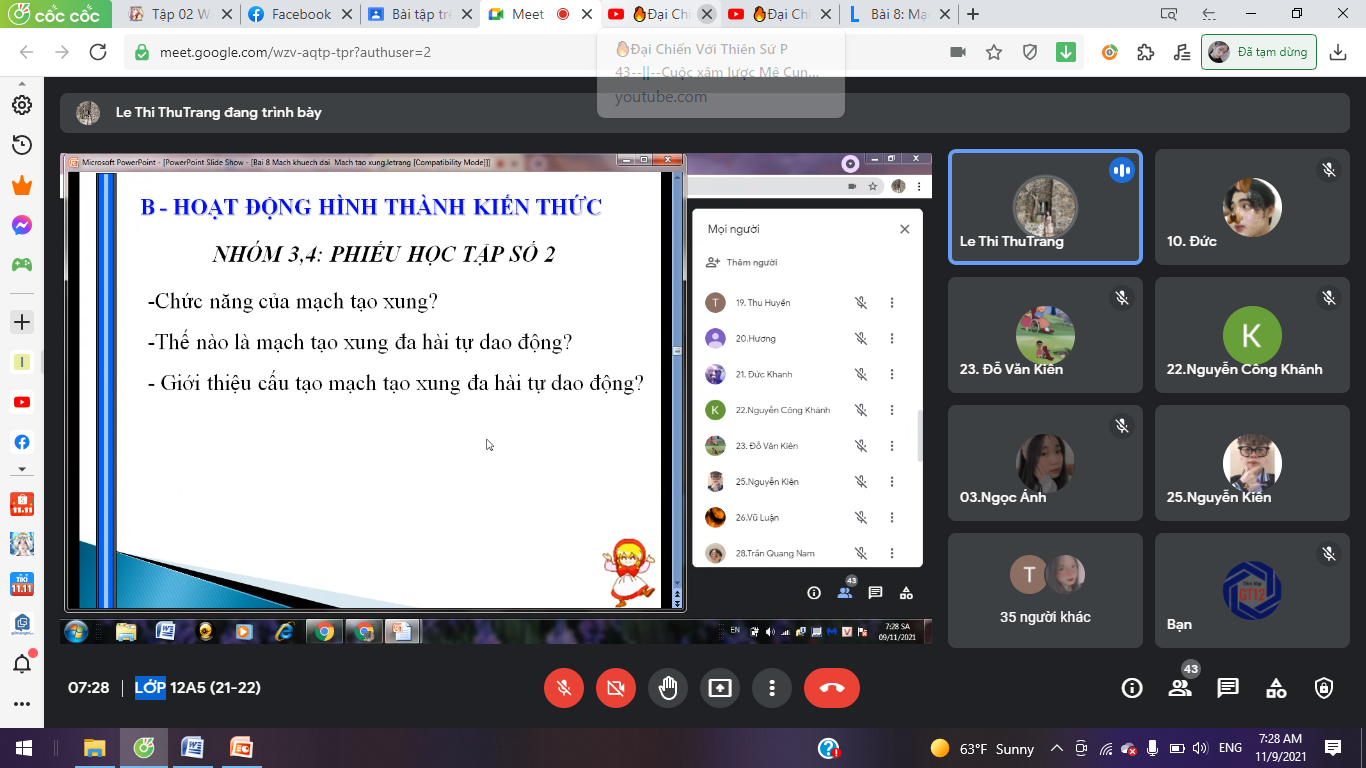 cốc cốc
Tập 02 W
Facebook
Bài tập trê
Meet
🔥Đại Chi
🔥Đại Chi
Bài 8: Mạ
meet.google.com/wzv-aqtp-tpr?authuser=2
Đã tạm dừng
🔥Đại Chiến Với Thiên Sứ P
43--||--Cuộc xâm lược Mê Cun...
youtube.com
Le Thi ThuTrang đang trình bày
Microsoft PowerPoint - [PowerPoint Slide Show - [Bai 8 Mach khuech dai Mach tao xung.letrang [Compatibility Mode]]]
B - HOẠT ĐỘNG HÌNH THÀNH KIẾN THỨC
NHÓM 3,4: PHIẾU HỌC TẬP SỐ 2
-Chức năng của mạch tạo xung?
-Thế nào là mạch tạo xung đa hài tự dao động?
- Giới thiệu cấu tạo mạch tạo xung đa hài tự dao động?
Mọi người
Thêm người
T
19. Thu Huyền
20.Hương
21. Đức Khanh
K
22.Nguyễn Công Khánh
23. Đỗ Văn Kiên
25.Nguyễn Kiên
26.Vũ Luận
28.Trần Quang Nam
43
EN
7:28 SA
09/11/2021
Le Thi ThuTrang
10. Đức
23. Đỗ Văn Kiên
K
22.Nguyễn Công Khánh
03.Ngọc Ánh
25.Nguyễn Kiên
T
35 người khác
GT12
Bạn
11.11
TIKI
11.11
07:28
LỚP 12A5 (21-22)
43
63°F Sunny
ENG
7:28 AM
11/9/2021